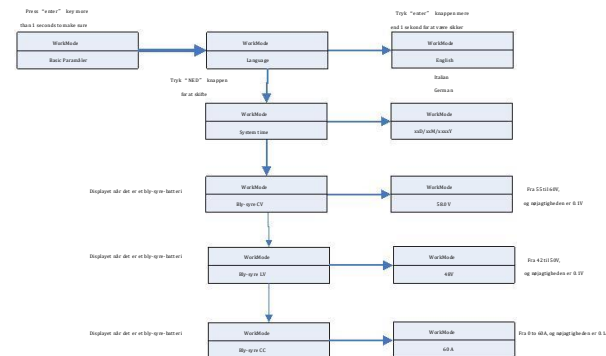 Press “enter” key more
than 1 seconds to make sure
Tryk “enter” knappen mere
end 1 sekond for at være sikker
WorkMode
Basic Paramilier
WorkMode
Language
WorkMode
English
Italian
German
Tryk “NED” knappen
for at skifte
WorkMode
System time
WorkMode
xxD/xxM/xxxxY
Displayet når det er et bly-syre-batteri
WorkMode
Bly-syre CV
WorkMode
58.0 V
Fra 55 til 60V,
og nøjagtigheden er 0.1V
Displayet når det er et bly-syre-batteri
WorkMode
Bly-syre LV
WorkMode
48V
Fra 42 til 50V,
og nøjagtigheden er 0.1V
Displayet når det er et bly-syre-batteri
WorkMode
Bly-syre CC
WorkMode
60 A
Fra 0 to 60A, og nøjagtigheden er 0.1.